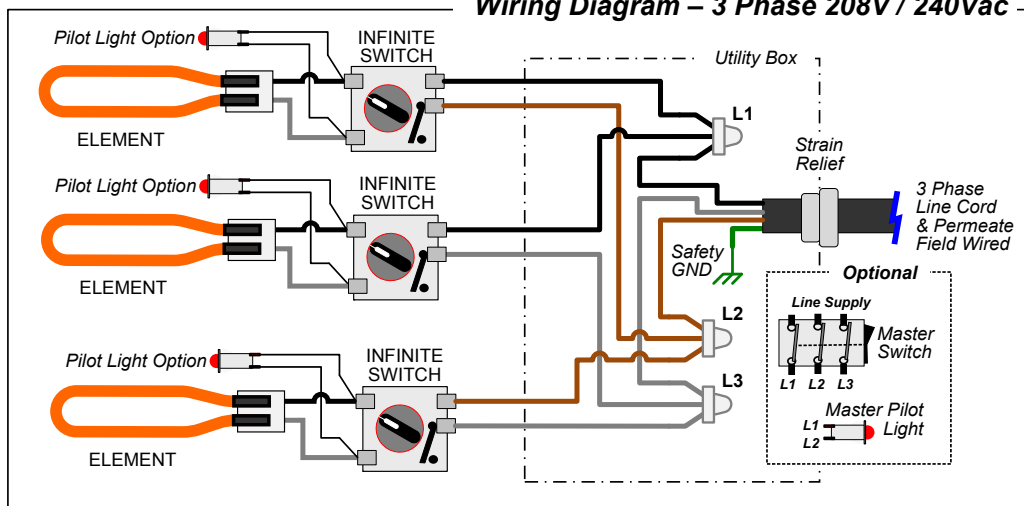 Wiring Diagram – 3 Phase 208V / 240Vac
Pilot Light Option
INFINITE
SWITCH
ELEMENT
Utility Box
L1
Strain
Relief
Pilot Light Option
INFINITE
SWITCH
ELEMENT
3 Phase
Line Cord
& Permeate
Field Wired
Safety
GND
Optional
Line Supply
Master
Switch
L1 L2 L3
Master Pilot
Light
L1
L2
L2
L3
Pilot Light Option
INFINITE
SWITCH
ELEMENT